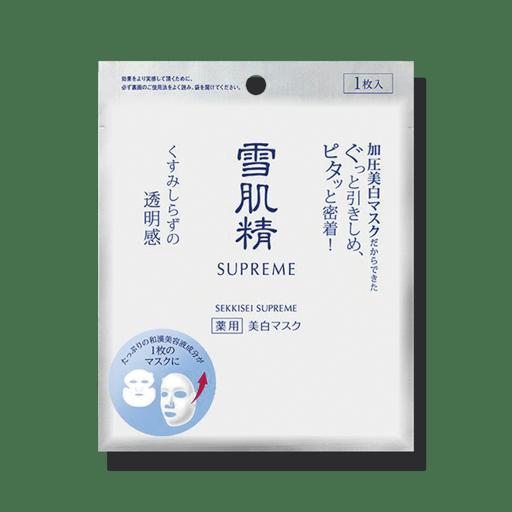 効果をより実感して頂くために、
必ず裏面のご使用法をよく読み、袋を開けてください。
1枚入
加圧美白マスクだからできた
ぐっと引きしめ、
ピタッと密着！
雪肌精
SUPREME
くすみしらずの
透明感
SEKKISEI SUPREME
薬用 美白マスク
たっぷりの和漢美容液成分が
1枚の
マスクに